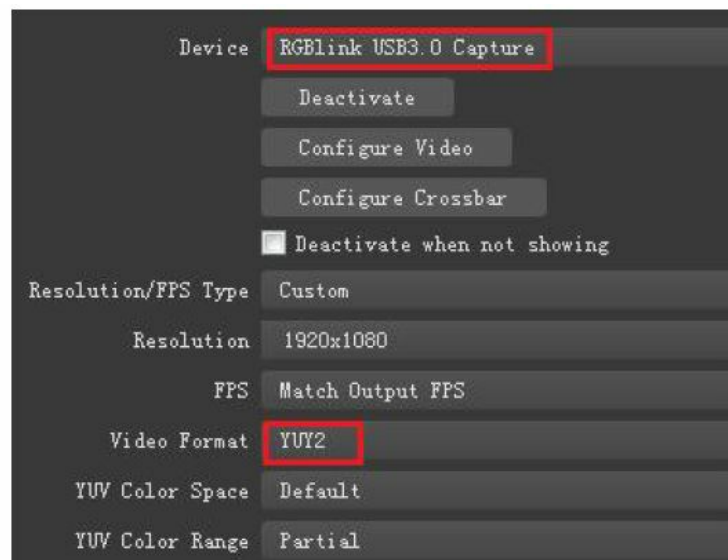 Device RGBlink USB3.0 Capture
Deactivate
Configure Video
Configure Crossbar
Deactivate when not showing
Resolution/FPS Type Custom
Resolution 1920x1080
FPS Match Output FPS
Video Format YUY2
YUV Color Space Default
YUV Color Range Partial